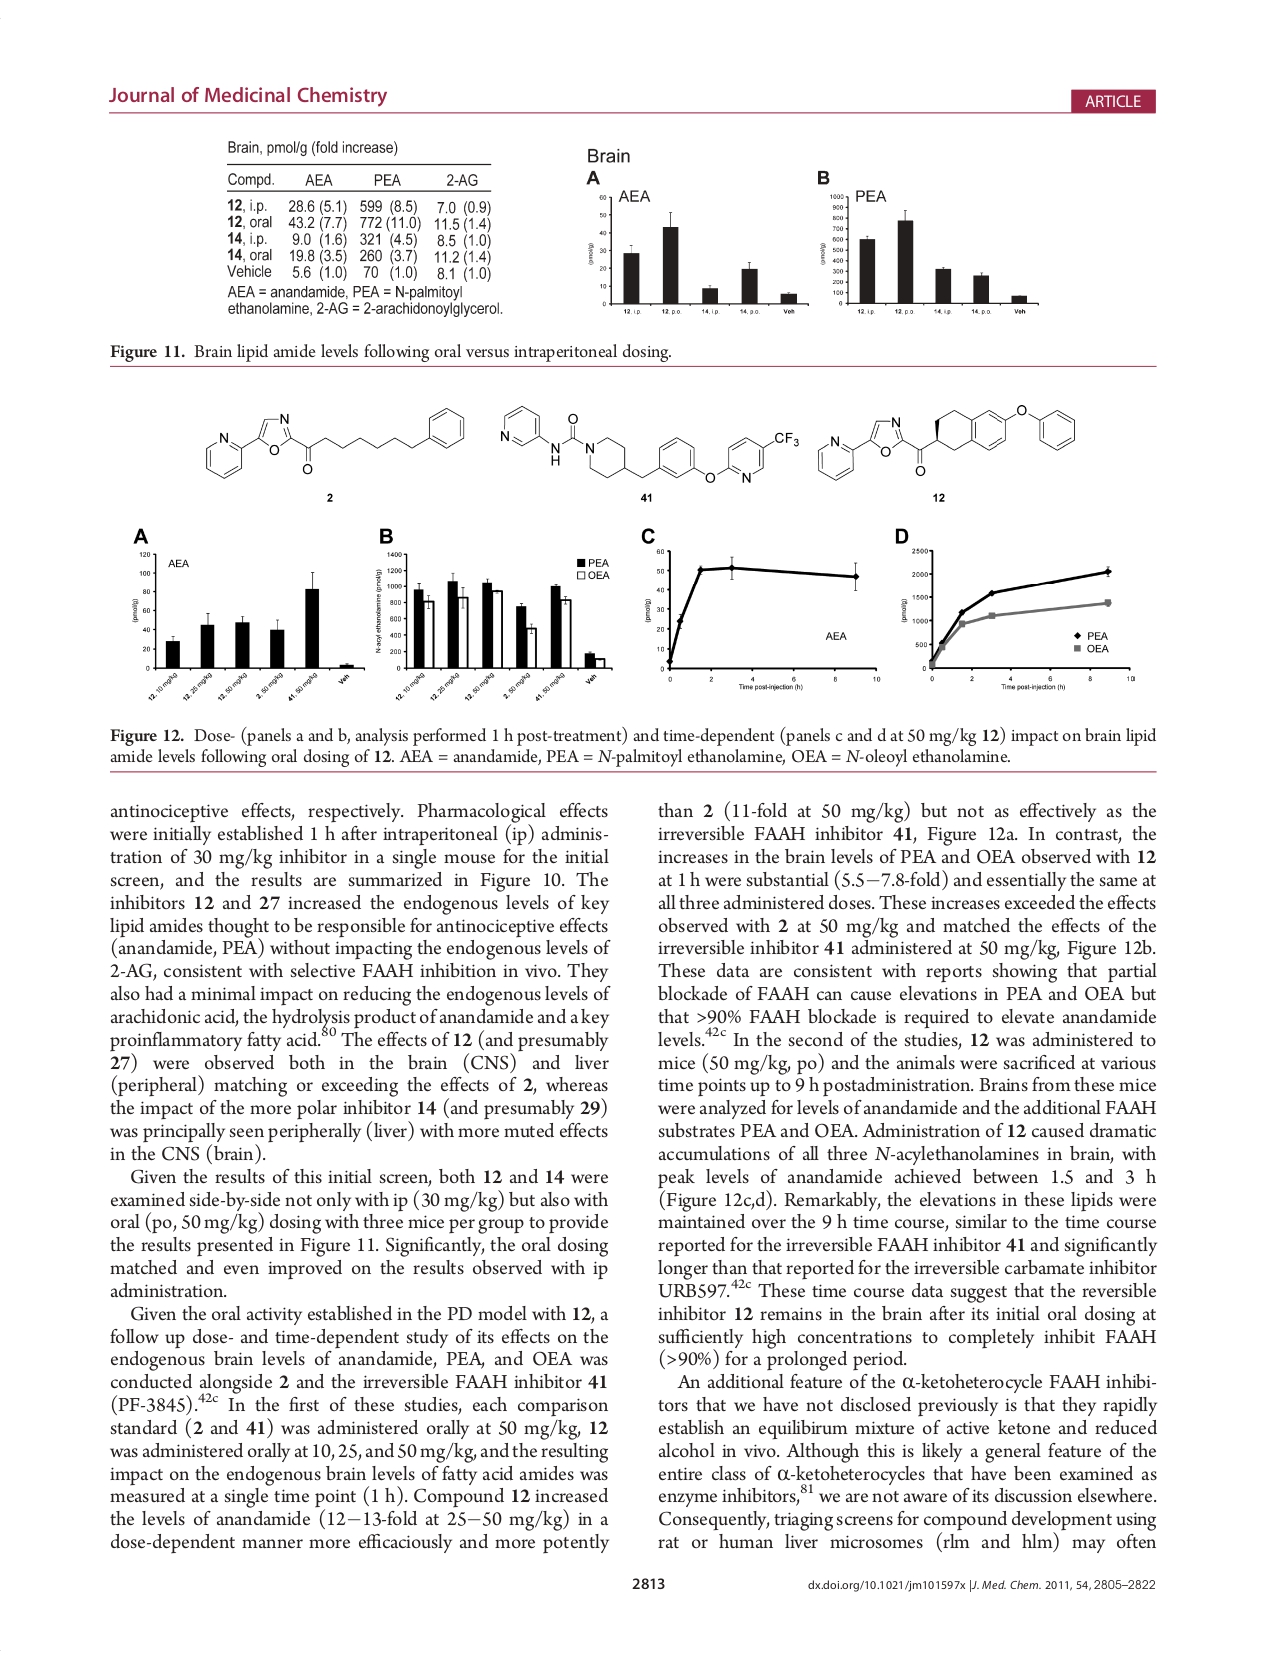 Journal of Medicinal Chemistry
ARTICLE
Brain, pmol/g (fold increase)
Compd. AEA PEA 2-AG
12, i.p. 28.6 (5.1) 599 (8.5) 7.0 (0.9)
12, oral 43.2 (7.7) 772 (11.0) 11.5 (1.4)
14, i.p. 9.0 (1.6) 321 (4.5) 8.5 (1.0)
14, oral 19.8 (3.5) 260 (3.7) 11.2 (1.4)
Vehicle 5.6 (1.0) 70 (1.0) 8.1 (1.0)
AEA = anandamide, PEA = N-palmitoyl
ethanolamine, 2-AG = 2-arachidonoylglycerol.
Brain
A
AEA
60
50
40
30
20
10
0
(pmol/g)
12, i.p. 12, p.o. 14, i.p. 14, p.o. Veh
B
PEA
1000
900
800
700
600
500
400
300
200
100
0
(pmol/g)
12, i.p. 12, p.o 14, i.p. 14, p.o. Veh
Figure 11. Brain lipid amide levels following oral versus intraperitoneal dosing.
N N O O
2
N N H O N O N CF3
41
N N O O O
12
A
AEA
120
100
80
60
40
20
0
(pmol/g)
12, 10 mg/kg 12, 25 mg/kg 12, 50 mg/kg 2, 50 mg/kg 41, 50 mg/kg Veh
B
1400
1200
1000
800
600
400
200
0
N-acyl ethanolamine (pmol/g)
PEA
OEA
12, 10 mg/kg 12, 25 mg/kg 12, 50 mg/kg 2, 50 mg/kg 41, 50 mg/kg Veh
C
60
50
40
30
20
10
0
(pmol/g)
AEA
0 2 4 6 8 10
Time post-injection (h)
D
2500
2000
1500
1000
500
0
(pmol/g)
PEA
OEA
0 2 4 6 8 10
Time post-injection (h)
Figure 12. Dose- (panels a and b, analysis performed 1 h post-treatment) and time-dependent (panels c and d at 50 mg/kg 12) impact on brain lipid
amide levels following oral dosing of 12. AEA = anandamide, PEA = N-palmitoyl ethanolamine, OEA = N-oleoyl ethanolamine.
antinociceptive effects, respectively. Pharmacological effects
were initially established 1 h after intraperitoneal (ip) adminis-
tration of 30 mg/kg inhibitor in a single mouse for the initial
screen, and the results are summarized in Figure 10. The
inhibitors 12 and 27 increased the endogenous levels of key
lipid amides thought to be responsible for antinociceptive effects
(anandamide, PEA) without impacting the endogenous levels of
2-AG, consistent with selective FAAH inhibition in vivo. They
also had a minimal impact on reducing the endogenous levels of
arachidonic acid, the hydrolysis product of anandamide and a key
proinflammatory fatty acid.80 The effects of 12 (and presumably
27) were observed both in the brain (CNS) and liver
(peripheral) matching or exceeding the effects of 2, whereas
the impact of the more polar inhibitor 14 (and presumably 29)
was principally seen peripherally (liver) with more muted effects
in the CNS (brain).
Given the results of this initial screen, both 12 and 14 were
examined side-by-side not only with ip (30 mg/kg) but also with
oral (po, 50 mg/kg) dosing with three mice per group to provide
the results presented in Figure 11. Significantly, the oral dosing
matched and even improved on the results observed with ip
administration.
Given the oral activity established in the PD model with 12, a
follow up dose- and time-dependent study of its effects on the
endogenous brain levels of anandamide, PEA, and OEA was
conducted alongside 2 and the irreversible FAAH inhibitor 41
(PF-3845).42c In the first of these studies, each comparison
standard (2 and 41) was administered orally at 50 mg/kg, 12
was administered orally at 10, 25, and 50 mg/kg, and the resulting
impact on the endogenous brain levels of fatty acid amides was
measured at a single time point (1 h). Compound 12 increased
the levels of anandamide (12−13-fold at 25−50 mg/kg) in a
dose-dependent manner more efficaciously and more potently
than 2 (11-fold at 50 mg/kg) but not as effectively as the
irreversible FAAH inhibitor 41, Figure 12a. In contrast, the
increases in the brain levels of PEA and OEA observed with 12
at 1 h were substantial (5.5−7.8-fold) and essentially the same at
all three administered doses. These increases exceeded the effects
observed with 2 at 50 mg/kg and matched the effects of the
irreversible inhibitor 41 administered at 50 mg/kg, Figure 12b.
These data are consistent with reports showing that partial
blockade of FAAH can cause elevations in PEA and OEA but
that >90% FAAH blockade is required to elevate anandamide
levels.42c In the second of the studies, 12 was administered to
mice (50 mg/kg, po) and the animals were sacrificed at various
time points up to 9 h postadministration. Brains from these mice
were analyzed for levels of anandamide and the additional FAAH
substrates PEA and OEA. Administration of 12 caused dramatic
accumulations of all three N-acylethanolamines in brain, with
peak levels of anandamide achieved between 1.5 and 3 h
(Figure 12c,d). Remarkably, the elevations in these lipids were
maintained over the 9 h time course, similar to the time course
reported for the irreversible FAAH inhibitor 41 and significantly
longer than that reported for the irreversible carbamate inhibitor
URB597.42c These time course data suggest that the reversible
inhibitor 12 remains in the brain after its initial oral dosing at
sufficiently high concentrations to completely inhibit FAAH
(>90%) for a prolonged period.
An additional feature of the α-ketoheterocycle FAAH inhibi-
tors that we have not disclosed previously is that they rapidly
establish an equilibirum mixture of active ketone and reduced
alcohol in vivo. Although this is likely a general feature of the
entire class of α-ketoheterocycles that have been examined as
enzyme inhibitors,81 we are not aware of its discussion elsewhere.
Consequently, triaging screens for compound development using
rat or human liver microsomes (rlm and hlm) may often
2813
dx.doi.org/10.1021/jm101597x |J. Med. Chem. 2011, 54, 2805–2822